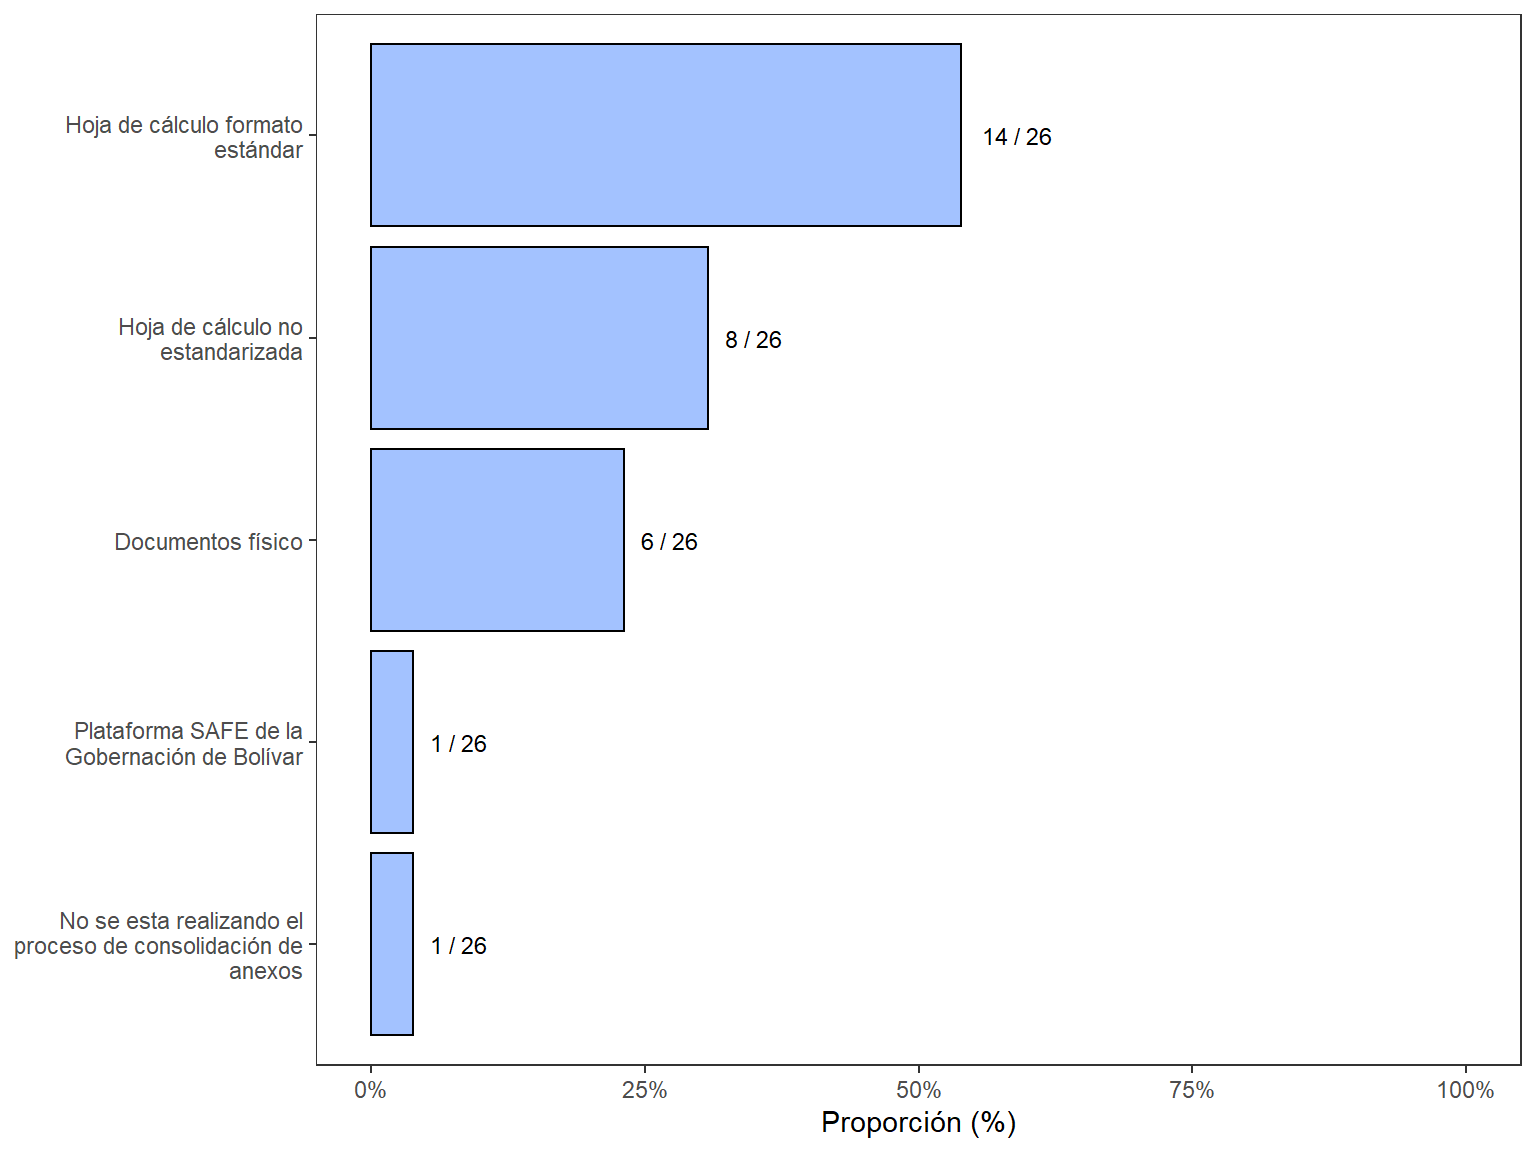 Hoja de cálculo formato
estándar
14 / 26
Hoja de cálculo no
estandarizada
8 / 26
Documentos físico
6 / 26
Plataforma SAFE de la
Gobernación de Bolívar
1 / 26
No se esta realizando el
proceso de consolidación de
anexos
1 / 26
0%
25%
50%
75%
100%
Proporción (%)